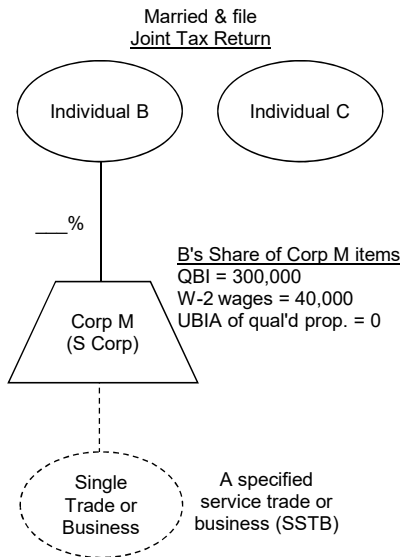 Married & file
Joint Tax Return
Individual B
Individual C
___%
B's Share of Corp M items
QBI = 300,000
W-2 wages = 40,000
UBIA of qual'd prop. = 0
Corp M
(S Corp)
Single
Trade or
Business
A specified
service trade or
business (SSTB)